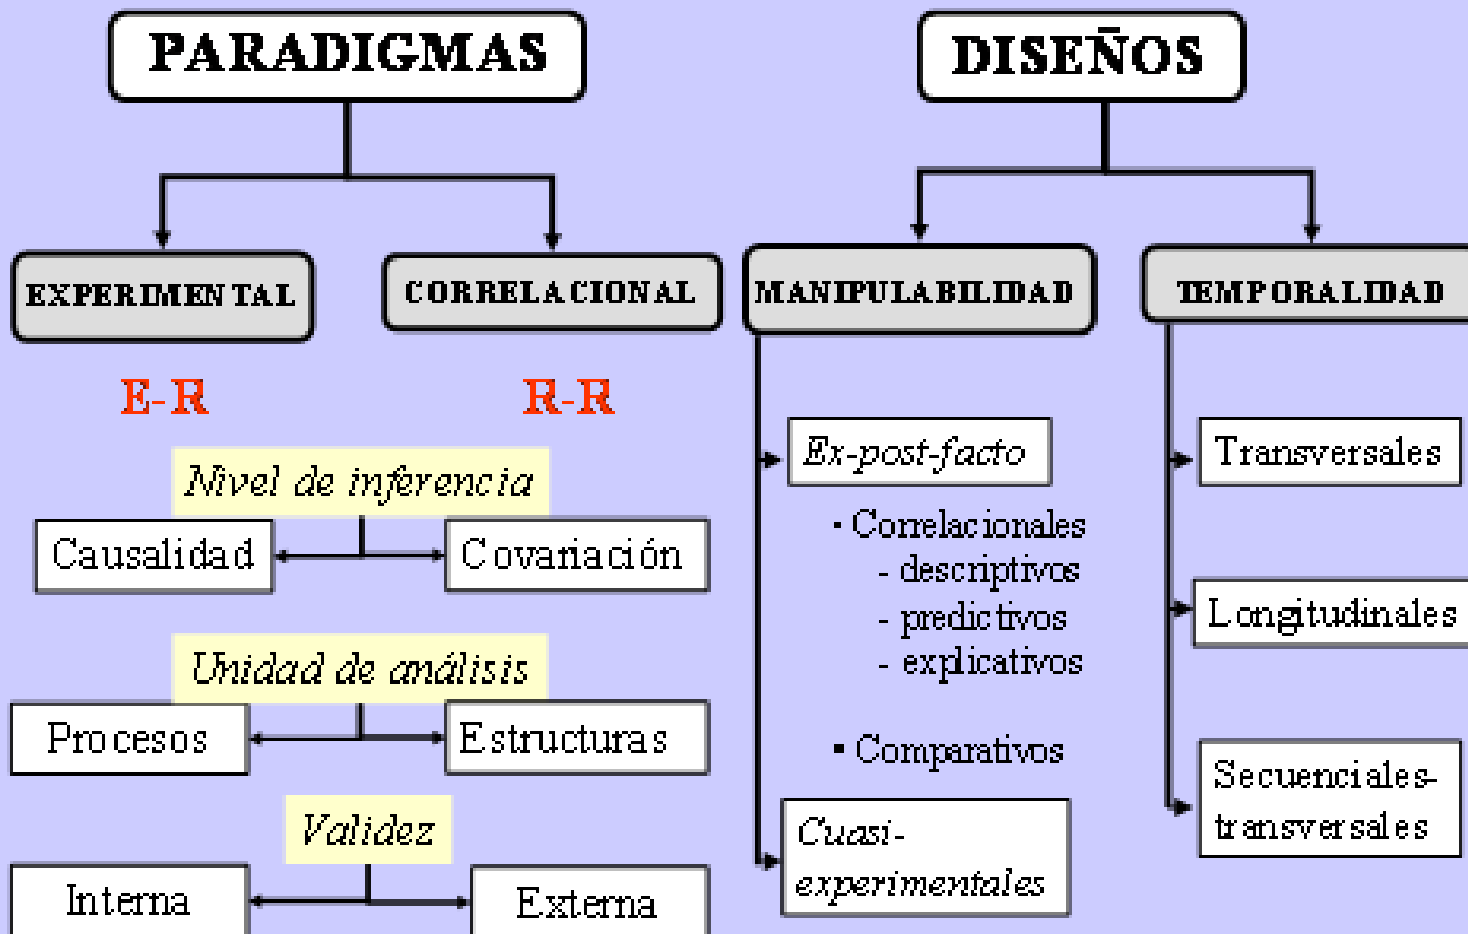 PARADIGMAS
EXPERIMENTAL
CORRELACIONAL
E-R
R-R
Nivel de inferencia
Causalidad
Covariación
Unidad de análisis
Procesos
Estructuras
Validez
Interna
Externa
DISEÑOS
MANIPULABILIDAD
TEMPORALIDAD
Ex-post-facto
• Correlacionales
- descriptivos
- predictivos
- explicativos
▪ Comparativos
Cuasi-
experimentales
Transversales
Longitudinales
Secuenciales-
transversales